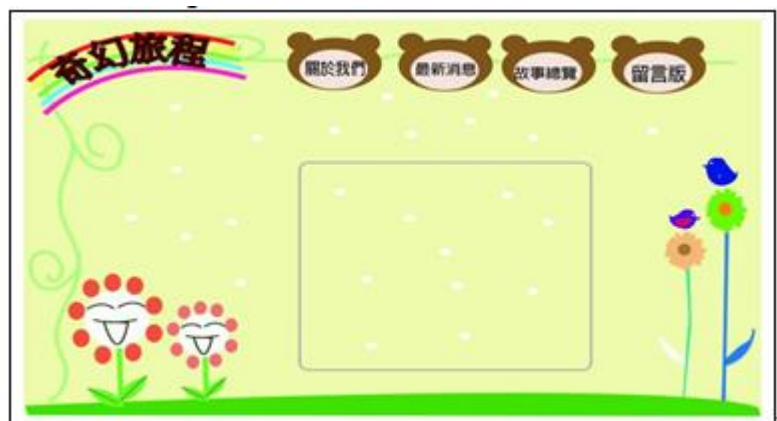 奇幻旅程
關於我們
最新消息
故事總覽
留言版